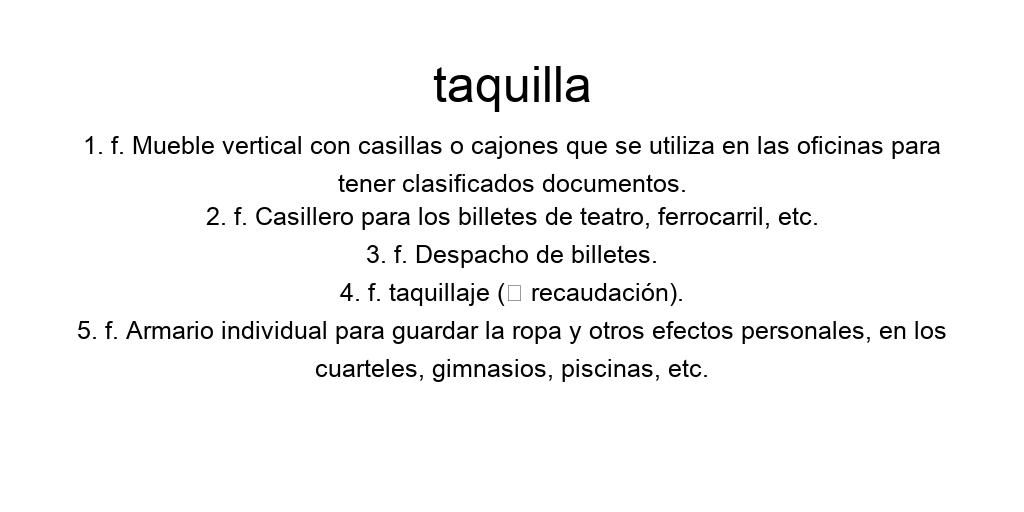 taquilla
1. f. Mueble vertical con casillas o cajones que se utiliza en las oficinas para
tener clasificados documentos.
2. f. Casillero para los billetes de teatro, ferrocarril, etc.
3. f. Despacho de billetes.
4. f. taquillaje (□ recaudación).
5. f. Armario individual para guardar la ropa y otros efectos personales, en los
cuarteles, gimnasios, piscinas, etc.